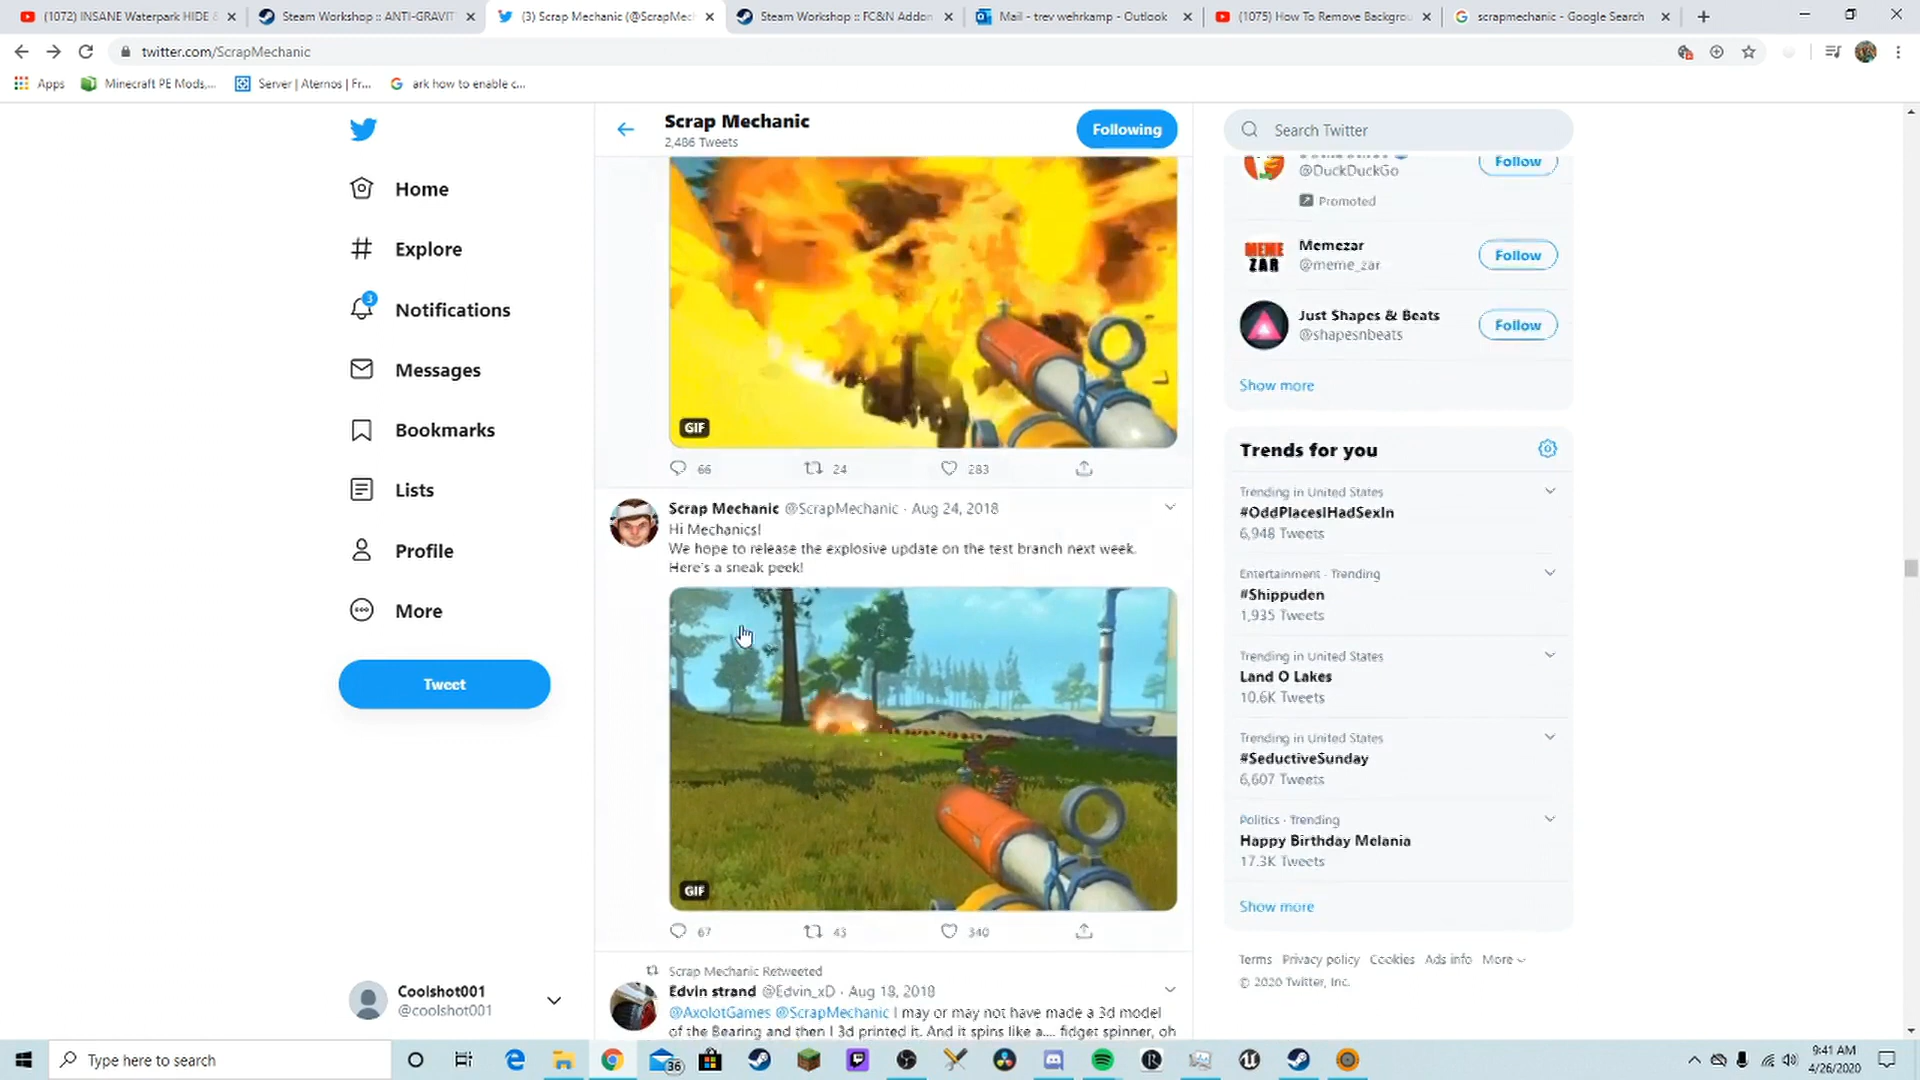 (1072) INSANE Waterpark HIDE &
Steam Workshop :: ANTI-GRAVIT
(3) Scrap Mechanic (@ScrapMec
Steam Workshop :: FC&N Addon
Mail - trev wehrkamp - Outlook
(1075) How To Remove Backgrou
scrapmechanic - Google Search
twitter.com/ScrapMechanic
Apps
Minecraft PE Mods,...
Server | Aternos | Fr...
ark how to enable c...
Home
Explore
3
Notifications
Messages
Bookmarks
Lists
Profile
More
Tweet
Coolshot001
@coolshot001
Scrap Mechanic
2,486 Tweets
Following
GIF
66
24
283
Scrap Mechanic @ScrapMechanic · Aug 24, 2018
Hi Mechanics!
We hope to release the explosive update on the test branch next week.
Here's a sneak peek!
GIF
67
43
340
Scrap Mechanic Retweeted
Edvin strand @Edvin_xD · Aug 18, 2018
@AxolotGames @ScrapMechanic I may or may not have made a 3d model
of the Bearing and then I 3d printed it. And it spins like a.... fidget spinner, oh
Search Twitter
@DuckDuckGo
Follow
Promoted
MEME
ZAR
Memezar
@meme_zar
Follow
Just Shapes & Beats
@shapesnbeats
Follow
Show more
Trends for you
Trending in United States
#OddPlacesIHadSexIn
6,948 Tweets
Entertainment · Trending
#Shippuden
1,935 Tweets
Trending in United States
Land O Lakes
10.6K Tweets
Trending in United States
#SeductiveSunday
6,607 Tweets
Politics · Trending
Happy Birthday Melania
17.3K Tweets
Show more
Terms Privacy policy Cookies Ads info More
© 2020 Twitter, Inc.
Type here to search
36
9:41 AM
4/26/2020